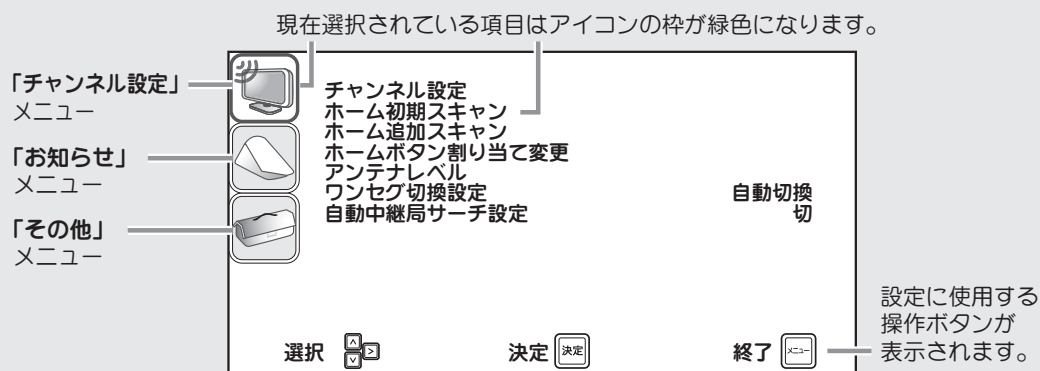 現在選択されている項目はアイコンの枠が緑色になります。
「チャンネル設定」
メニュー
「お知らせ」
メニュー
「その他」
メニュー
チャンネル設定
ホーム初期スキャン
ホーム追加スキャン
ホームボタン割り当て変更
アンテナレベル
ワンセグ切換設定 自動切換
自動中継局サーチ設定 切
選択 決定 決定 終了 メニュー
設定に使用する
操作ボタンが
表示されます。